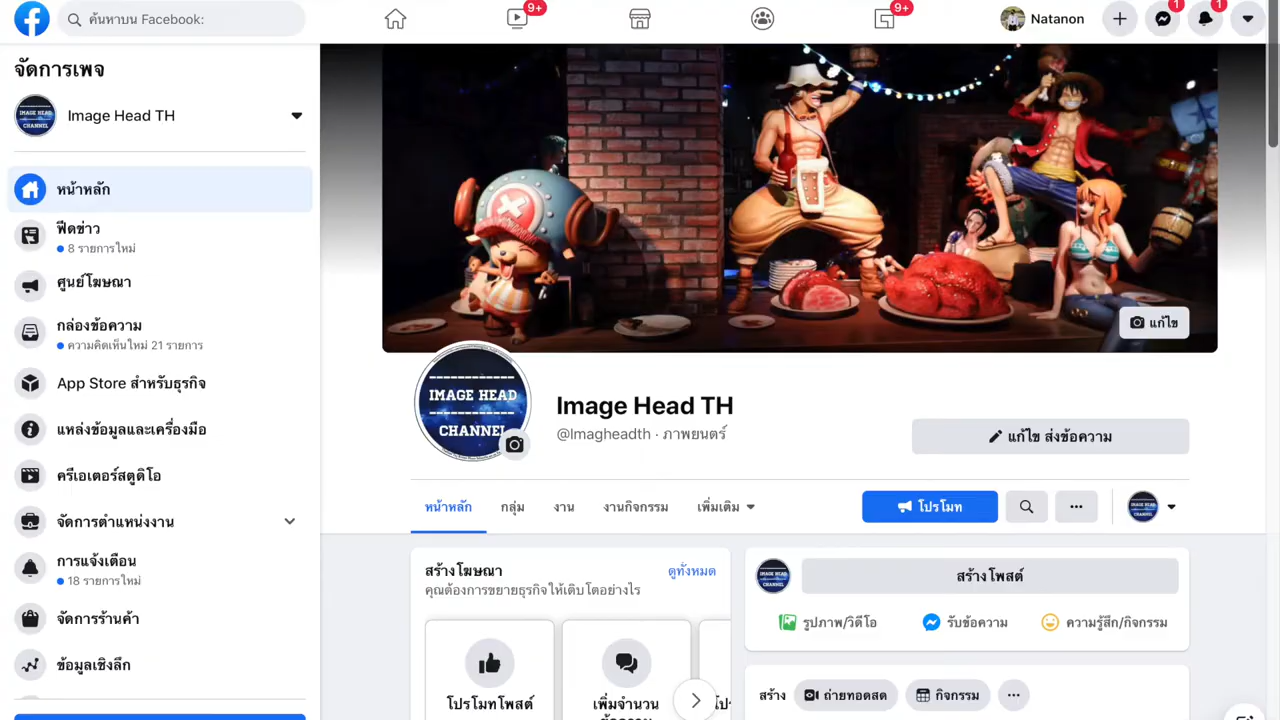 ค้นหาบน Facebook:
9+
9+
Natanon
1
1
จัดการเพจ
Image Head TH
หน้าหลัก
ฟีดข่าว
8 รายการใหม่
ศูนย์โฆษณา
กล่องข้อความ
ความคิดเห็นใหม่ 21 รายการ
App Store สำหรับธุรกิจ
แหล่งข้อมูลและเครื่องมือ
ครีเอเตอร์สตูดิโอ
จัดการตำแหน่งงาน
การแจ้งเตือน
18 รายการใหม่
จัดการร้านค้า
ข้อมูลเชิงลึก
แก้ไข
IMAGE HEAD
CHANNEL
Image Head TH
@Imagheadth · ภาพยนตร์
แก้ไข ส่งข้อความ
หน้าหลัก กลุ่ม งาน งานกิจกรรม เพิ่มเติม
โปรโมท
สร้างโฆษณา ดูทั้งหมด
คุณต้องการขยายธุรกิจให้เติบโตอย่างไร
โปรโมทโพสต์
เพิ่มจำนวน
สร้างโพสต์
รูปภาพ/วิดีโอ รับข้อความ ความรู้สึก/กิจกรรม
สร้าง ถ่ายทอดสด กิจกรรม